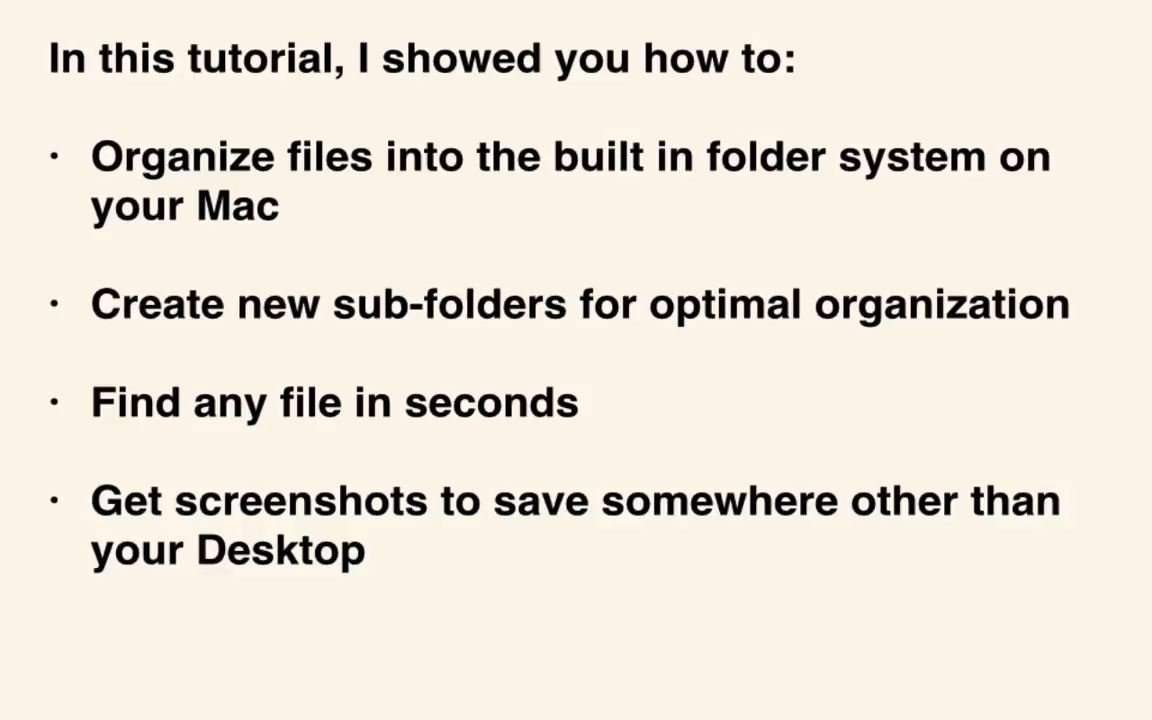 In this tutorial, I showed you how to:
· Organize files into the built in folder system on
your Mac
· Create new sub-folders for optimal organization
· Find any file in seconds
· Get screenshots to save somewhere other than
your Desktop